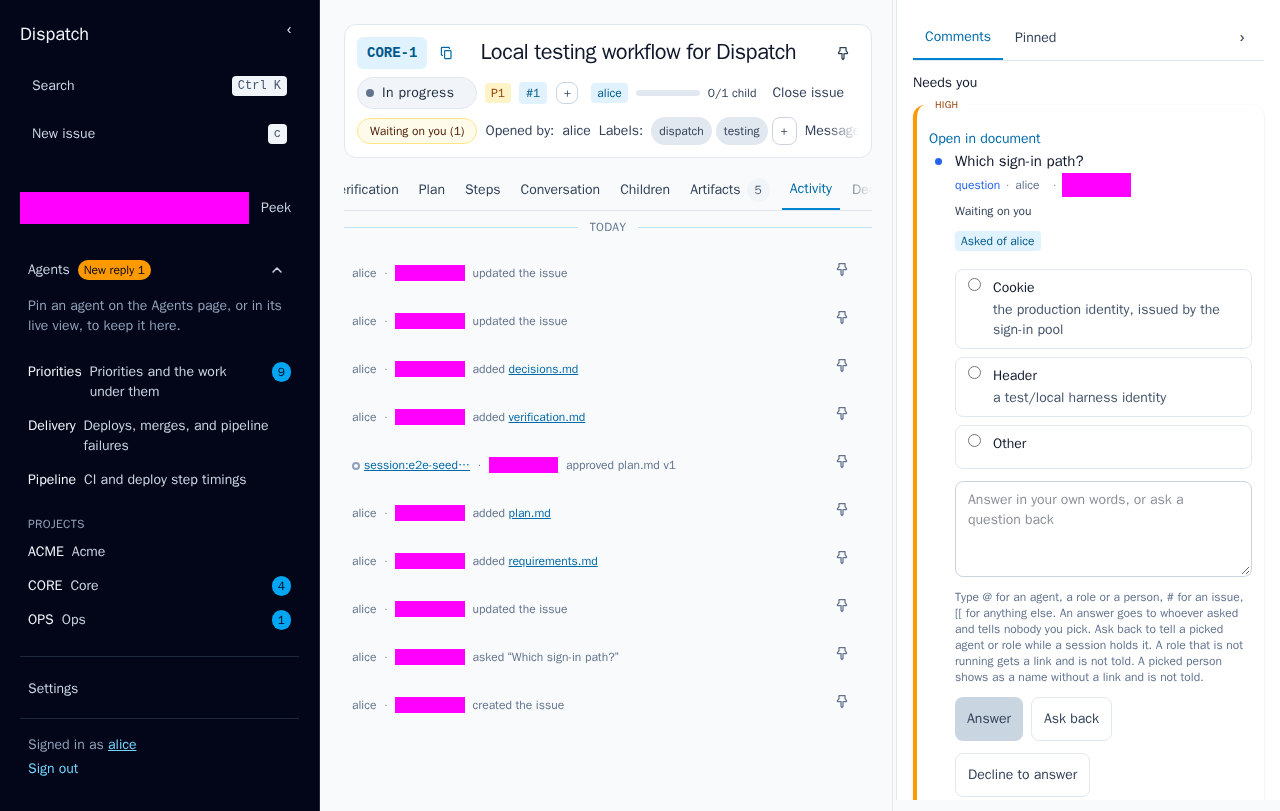 Dispatch
Search
Ctrl K
New issue
C
Peek
Agents
New reply 1
Pin an agent on the Agents page, or in its
live view, to keep it here.
Priorities Priorities and the work
under them
9
Delivery Deploys, merges, and pipeline
failures
Pipeline CI and deploy step timings
PROJECTS
ACME Acme
CORE Core
4
OPS Ops
1
Settings
Signed in as alice
Sign out
CORE-1
Local testing workflow for Dispatch
In progress
P1
#1
+
alice
0/1 child
Close issue
Waiting on you (1)
Opened by: alice Labels: dispatch testing + Message
erification
Plan
Steps
Conversation
Children
Artifacts 5
Activity
De
TODAY
alice · updated the issue
alice · updated the issue
alice · added decisions.md
alice · added verification.md
session:e2e-seed… · approved plan.md v1
alice · added plan.md
alice · added requirements.md
alice · updated the issue
alice · asked “Which sign-in path?”
alice · created the issue
Comments
Pinned
Needs you
HIGH
Open in document
Which sign-in path?
question · alice ·
Waiting on you
Asked of alice
Cookie
the production identity, issued by the
sign-in pool
Header
a test/local harness identity
Other
Answer in your own words, or ask a
question back
Type @ for an agent, a role or a person, # for an issue,
[[ for anything else. An answer goes to whoever asked
and tells nobody you pick. Ask back to tell a picked
agent or role while a session holds it. A role that is not
running gets a link and is not told. A picked person
shows as a name without a link and is not told.
Answer
Ask back
Decline to answer